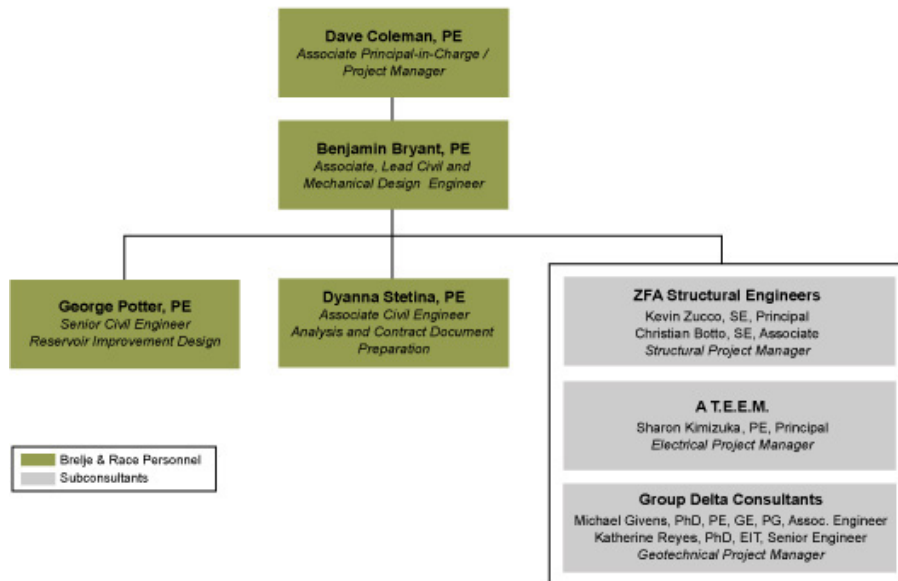 Dave Coleman, PE
Associate Principal-in-Charge /
Project Manager
Benjamin Bryant, PE
Associate, Lead Civil and
Mechanical Design Engineer
George Potter, PE
Senior Civil Engineer
Reservoir Improvement Design
Dyanna Stetina, PE
Associate Civil Engineer
Analysis and Contract Document
Preparation
ZFA Structural Engineers
Kevin Zucco, SE, Principal
Christian Botto, SE, Associate
Structural Project Manager
A T.E.E.M.
Sharon Kimizuka, PE, Principal
Electrical Project Manager
Group Delta Consultants
Michael Givens, PhD, PE, GE, PG, Assoc. Engineer
Katherine Reyes, PhD, EIT, Senior Engineer
Geotechnical Project Manager
Brelje & Race Personnel
Subconsultants